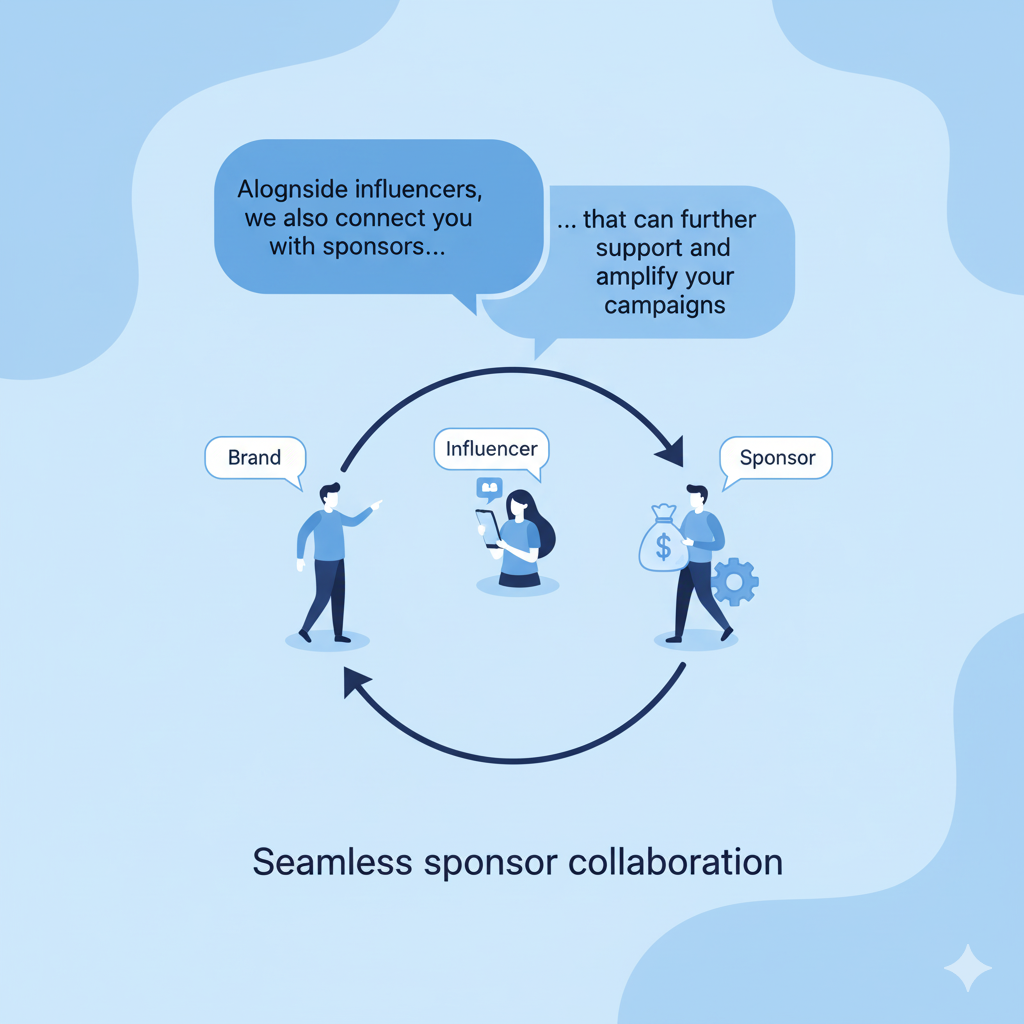 Alognside influencers,
we also connect you
with sponsors...
... that can further
support and
amplify your
campaigns
Brand
Influencer
Sponsor
$
Seamless sponsor collaboration